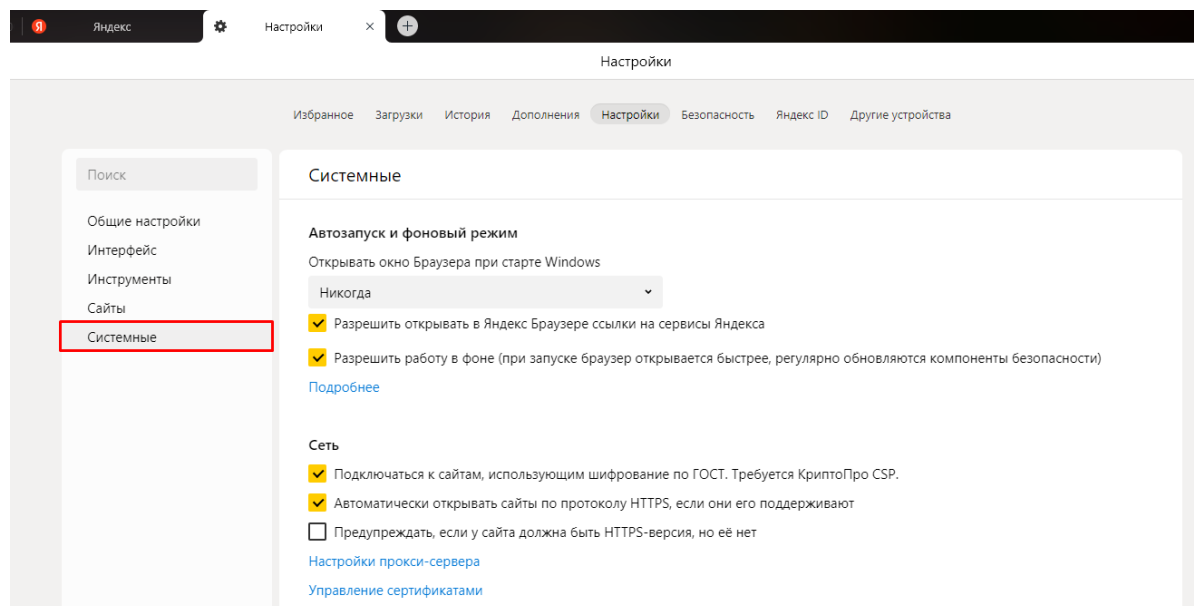 Я Яндекс Настройки
Настройки
Избранное Загрузки История Дополнения Настройки Безопасность Яндекс ID Другие устройства
Поиск
Общие настройки
Интерфейс
Инструменты
Сайты
Системные
Системные
Автозапуск и фоновый режим
Открывать окно Браузера при старте Windows
Никогда
Разрешить открывать в Яндекс Браузере ссылки на сервисы Яндекса
Разрешить работу в фоне (при запуске браузер открывается быстрее, регулярно обновляются компоненты безопасности)
Подробнее
Сеть
Подключаться к сайтам, использующим шифрование по ГОСТ. Требуется КриптоПро CSP.
Автоматически открывать сайты по протоколу HTTPS, если они его поддерживают
Предупреждать, если у сайта должна быть HTTPS-версия, но её нет
Настройки прокси-сервера
Управление сертификатами